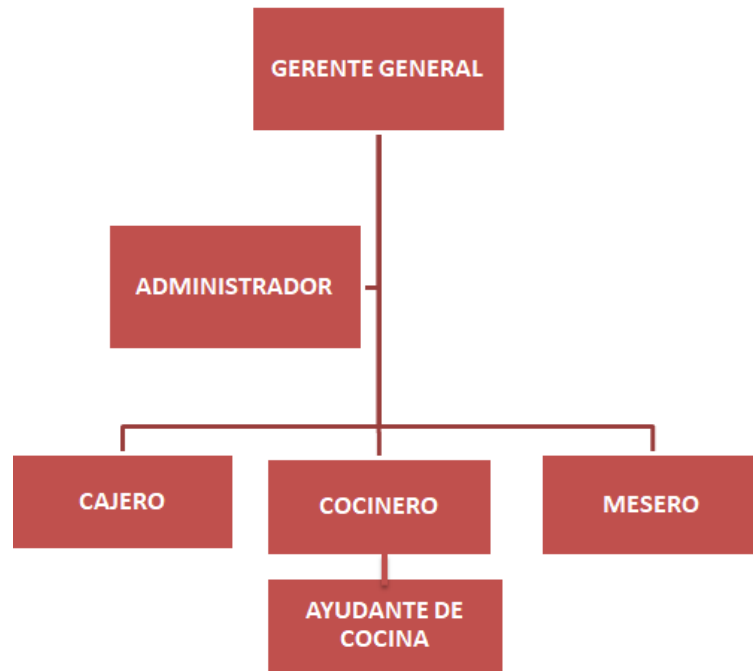 GERENTE GENERAL
ADMINISTRADOR
CAJERO
COCINERO
MESERO
AYUDANTE DE
COCINA